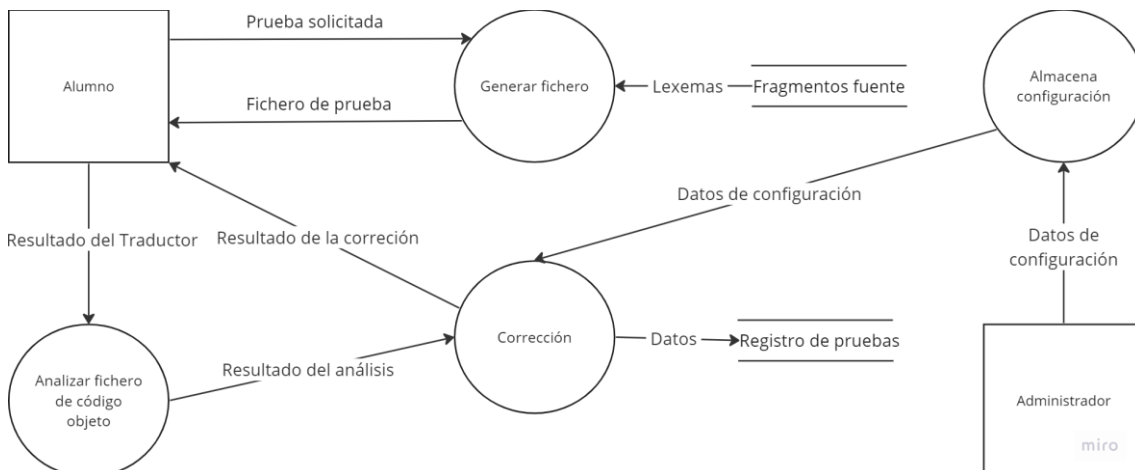 Prueba solicitada
Alumno
Generar fichero
Lexemas
Fragmentos fuente
Almacena
configuración
Fichero de prueba
Datos de configuración
Resultado del Traductor
Resultado de la correción
Datos de
configuración
Corrección
Datos
Registro de pruebas
Resultado del análisis
Analizar fichero
de código
objeto
Administrador
miro